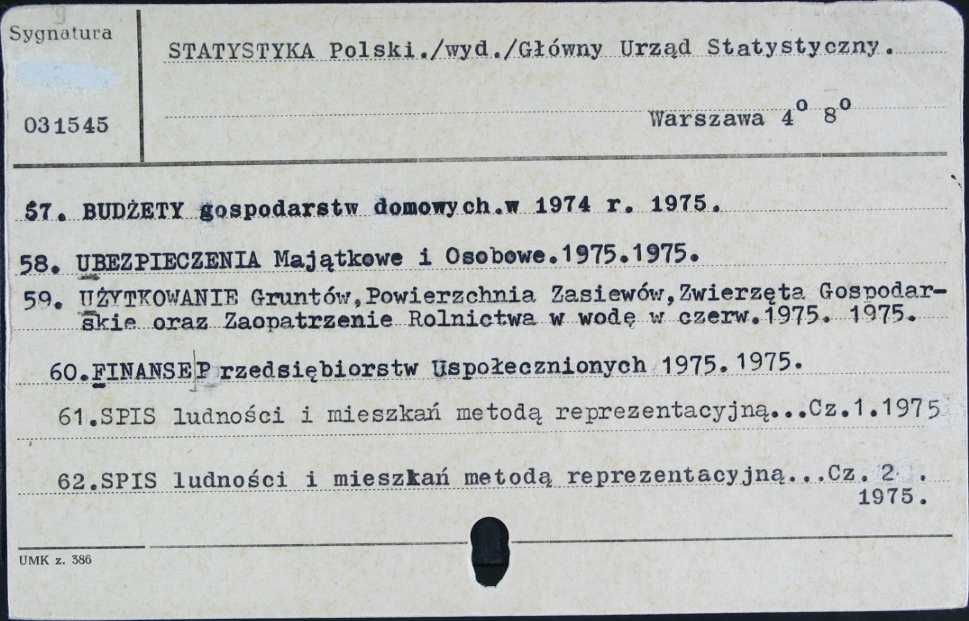 Sygnatura
STATYSTYKA Polski./wyd./Główny Urząd Statystyczny.
031545
Warszawa 4° 8°
57. BUDŻETY gospodarstw domowych.w 1974 r. 1975.
58. UBEZPIECZENIA Majątkowe i Osobowe.1975.1975.
59. UŻYTKOWANIE Gruntów,Powierzchnia Zasiewów,Zwierzęta Gospodar-
skie oraz Zaopatrzenie Rolnictwa w wodę w czerw.1975. 1975.
60.FINANSE P rzedsiębiorstw Uspołecznionych 1975. 1975.
61.SPIS ludności i mieszkań metodą reprezentacyjną...Cz.1.1975
62.SPIS ludności i mieszkań metodą reprezentacyjną...Cz. 2 .
1975.
UMK z. 386